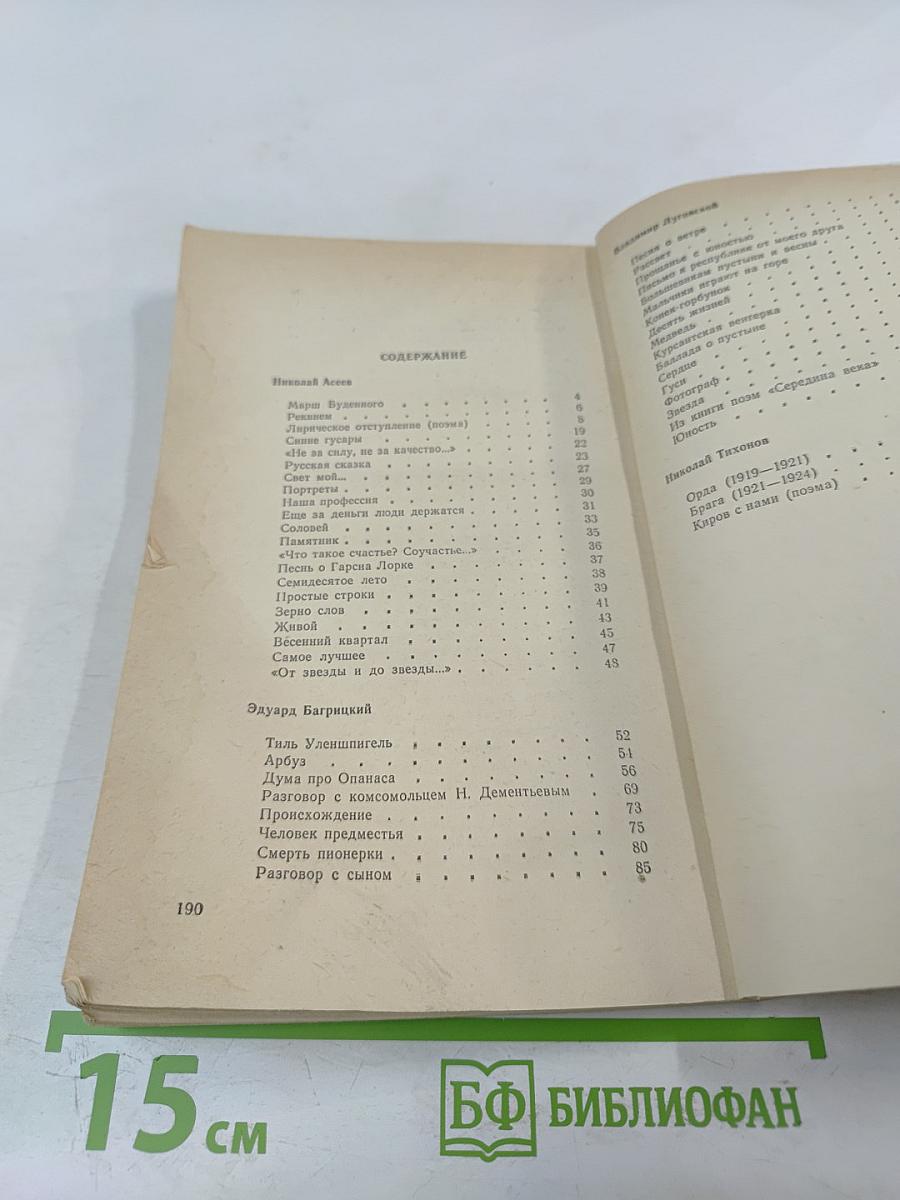 СОДЕРЖАНИЕ
Николай Асеев
Марш Буденного . . . . . . . 4
Реквием . . . . . . . . . 6
Лирическое отступление (поэма) . . . . 8
Синие гусары . . . . . . . . 19
«Не за силу, не за качество...» . . . . . 22
Русская сказка . . . . . . . . 23
Свет мой... . . . . . . . . . 27
Портреты . . . . . . . . . 29
Наша профессия . . . . . . . . 30
Еще за деньги люди держатся . . . . . 31
Соловей . . . . . . . . . 33
Памятник . . . . . . . . . 35
«Что такое счастье? Соучастье...» . . . . 36
Песнь о Гарсиа Лорке . . . . . . 37
Семидесятое лето . . . . . . . 38
Простые строки . . . . . . . . 39
Зерно слов . . . . . . . . 41
Живой . . . . . . . . . 43
Весенний квартал . . . . . . . 45
Самое лучшее . . . . . . . . 47
«От звезды и до звезды...» . . . . . . 48
Эдуард Багрицкий
Тиль Уленшпигель . . . . . . . . 52
Арбуз . . . . . . . . . 54
Дума про Опанаса . . . . . . . 56
Разговор с комсомольцем Н. Дементьевым . 69
Происхождение . . . . . . . . 73
Человек предместья . . . . . . . 75
Смерть пионерки . . . . . . . . 80
Разговор с сыном . . . . . . . 85
190
Владимир Луговской
Песня о ветре . . . . . .
Рассвет . . . . . . .
Прощанье с юностью . . . . .
Письмо к республике от моего друга
Большевикам пустыни и весны . .
Мальчики играют на горе . . .
Конек-горбунок . . . . .
Десять жизней . . . . .
Медведь . . . . . .
Курсантская венгерка . . . .
Баллада о пустыне . . . .
Сердце . . . . . .
Гуси . . . . . . .
Фотограф . . . . . .
Звезда . . . . . .
Из книги поэм «Середина века»
Юность . . . . . .
Николай Тихонов
Орда (1919—1921) . . .
Брага (1921—1924) . . .
Киров с нами (поэма) . .
15 см
БФ БИБЛИОФАН